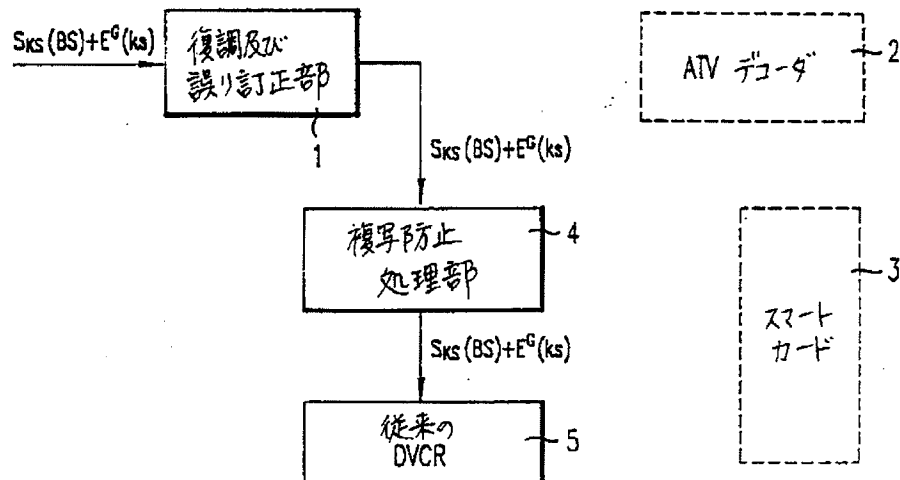 SKS(BS)+Eᴳ(ks)
復調及び
誤り訂正部
1
ATV デコーダ
2
SKS(BS)+Eᴳ(ks)
複写防止
処理部
4
スマート
カード
3
SKS(BS)+Eᴳ(ks)
従来の
DVCR
5